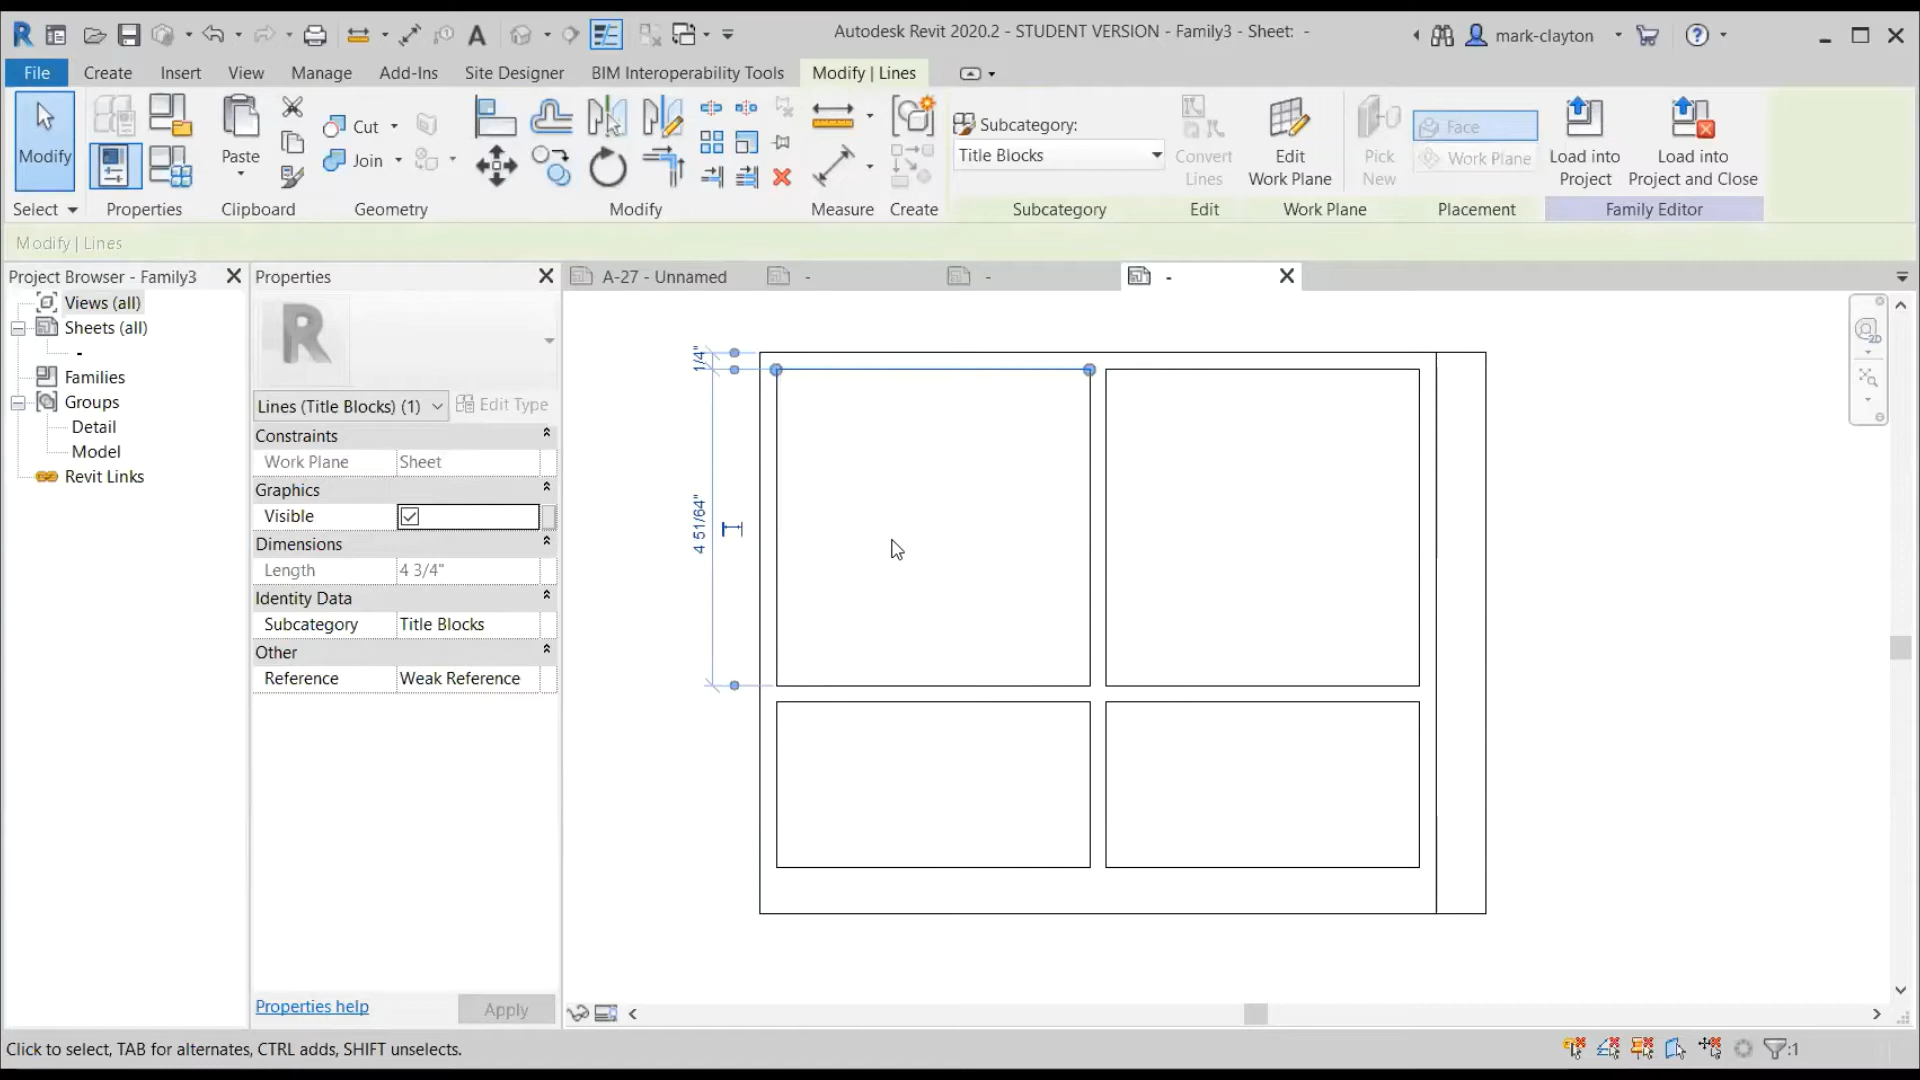 Autodesk Revit 2020.2 - STUDENT VERSION - Family3 - Sheet: -
mark-clayton
File Create Insert View Manage Add-Ins Site Designer BIM Interoperability Tools Modify | Lines
Modify
Paste
Cut
Join
Subcategory:
Title Blocks
Convert Lines
Edit Work Plane
Pick New
Face
Work Plane
Load into Project
Load into Project and Close
Select Properties Clipboard Geometry Modify Measure Create Subcategory Edit Work Plane Placement Family Editor
Modify | Lines
Project Browser - Family3
Views (all)
Sheets (all)
-
Families
Groups
Detail
Model
Revit Links
Properties
R
Lines (Title Blocks) (1) Edit Type
Constraints
Work Plane Sheet
Graphics
Visible
Dimensions
Length 4 3/4"
Identity Data
Subcategory Title Blocks
Other
Reference Weak Reference
Properties help Apply
A-27 - Unnamed - - -
1/4"
4 51/64"
2D
Click to select, TAB for alternates, CTRL adds, SHIFT unselects.
:1